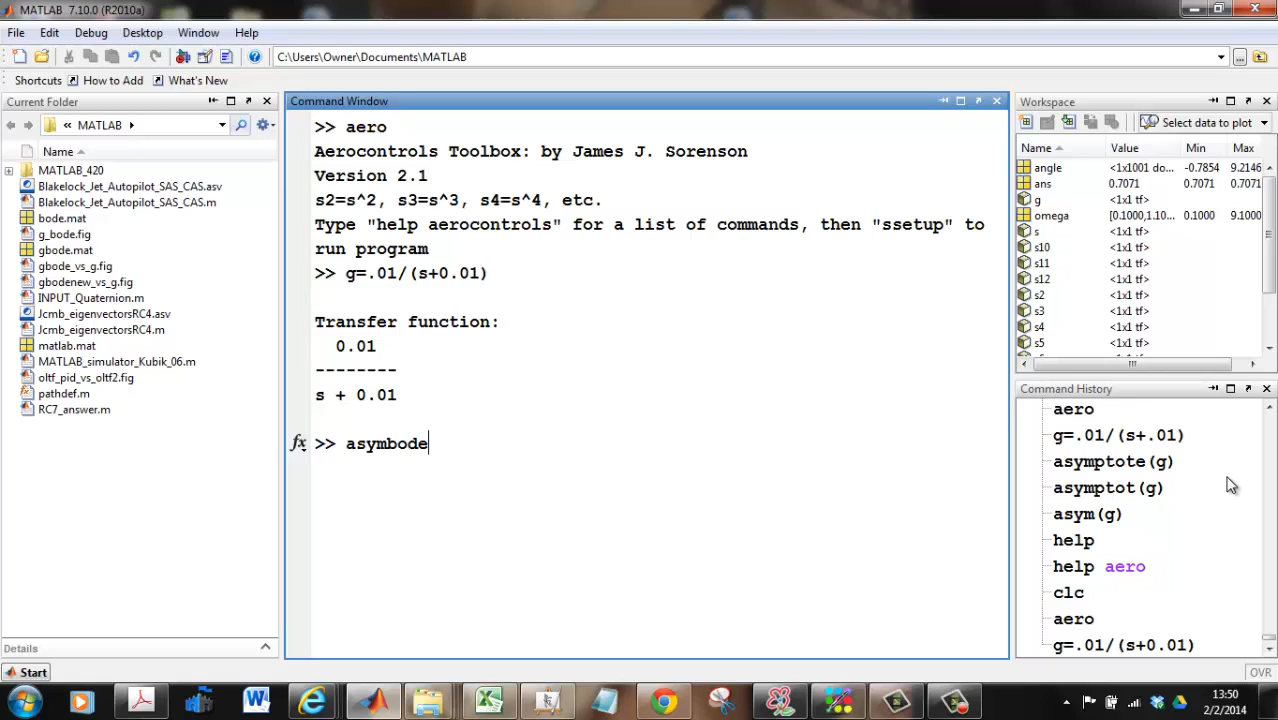 MATLAB 7.10.0 (R2010a)
File Edit Debug Desktop Window Help
C:\Users\Owner\Documents\MATLAB
Shortcuts How to Add What's New
Current Folder
« MATLAB
Name
MATLAB_420
Blakelock_Jet_Autopilot_SAS_CAS.asv
Blakelock_Jet_Autopilot_SAS_CAS.m
bode.mat
g_bode.fig
gbode.mat
gbode_vs_g.fig
gbodenew_vs_g.fig
INPUT_Quaternion.m
Jcmb_eigenvectorsRC4.asv
Jcmb_eigenvectorsRC4.m
matlab.mat
MATLAB_simulator_Kubik_06.m
oltf_pid_vs_oltf2.fig
pathdef.m
RC7_answer.m
Details
Command Window
>> aero
Aerocontrols Toolbox: by James J. Sorenson
Version 2.1
s2=s^2, s3=s^3, s4=s^4, etc.
Type "help aerocontrols" for a list of commands, then "ssetup" to
run program
>> g=.01/(s+0.01)
Transfer function:
0.01
--------
s + 0.01
fx >> asymbode
Workspace
Select data to plot
Name Value Min Max
angle <1x1001 do... -0.7854 9.2146
ans 0.7071 0.7071 0.7071
g <1x1 tf>
omega [0.1000,1.10... 0.1000 9.1000
s <1x1 tf>
s10 <1x1 tf>
s11 <1x1 tf>
s12 <1x1 tf>
s2 <1x1 tf>
s3 <1x1 tf>
s4 <1x1 tf>
s5 <1x1 tf>
Command History
aero
g=.01/(s+.01)
asymptote(g)
asymptot(g)
asym(g)
help
help aero
clc
aero
g=.01/(s+0.01)
Start
OVR
13:50
2/2/2014